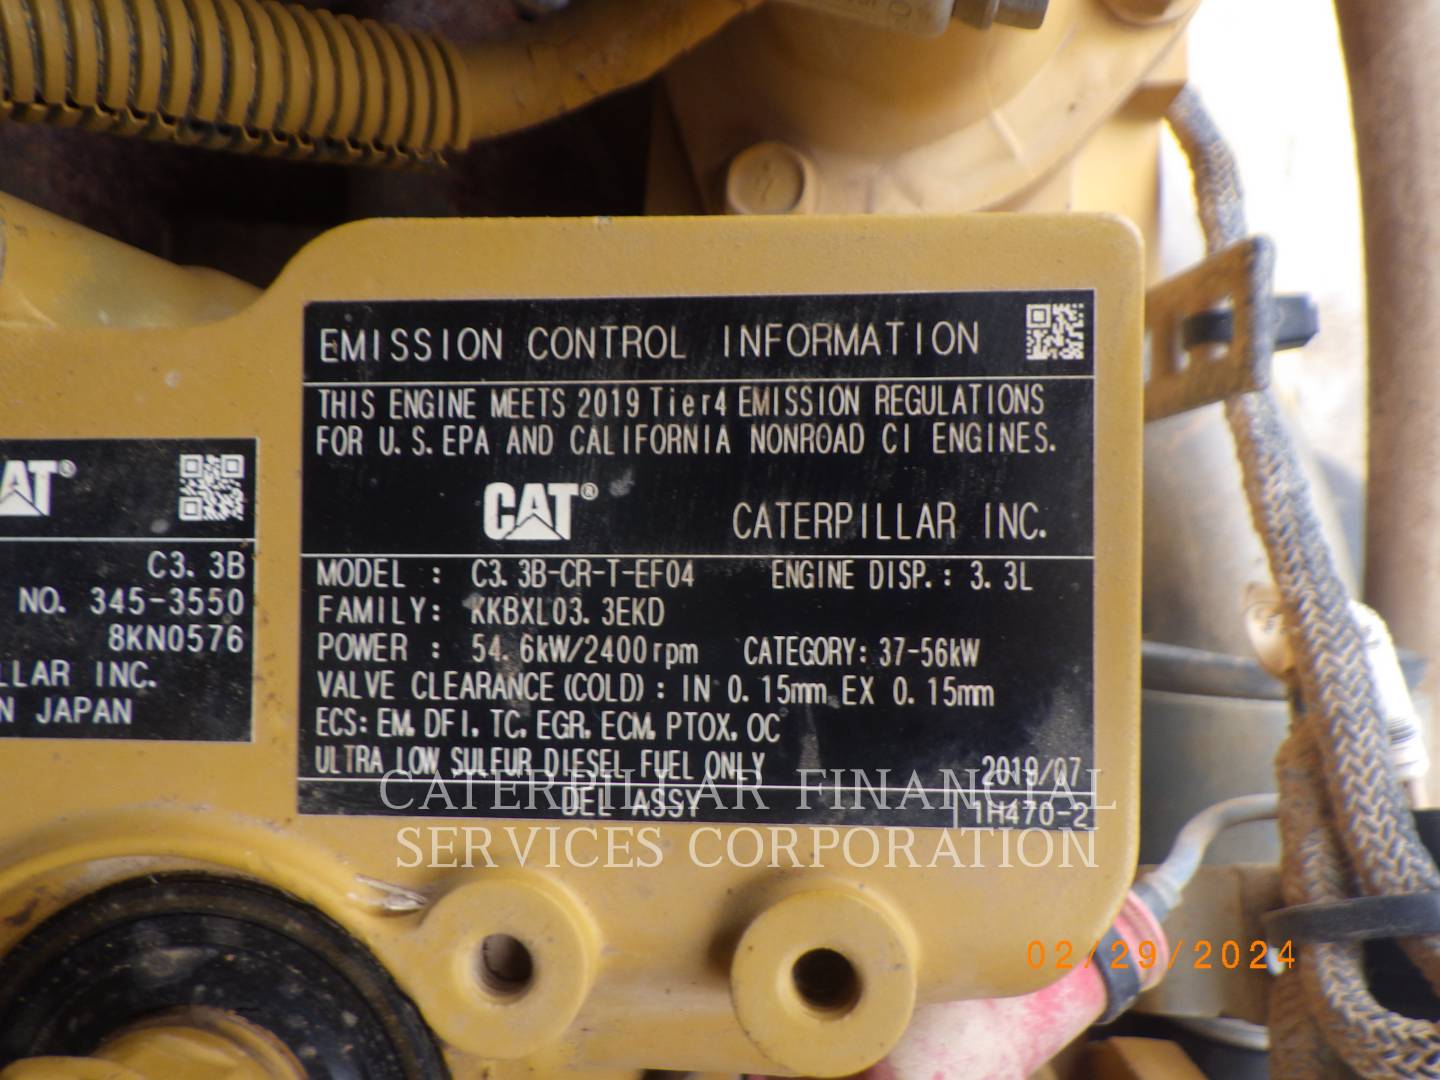 EMISSION CONTROL INFORMATION
THIS ENGINE MEETS 2019 Tier4 EMISSION REGULATIONS
FOR U.S. EPA AND CALIFORNIA NONROAD CI ENGINES.
CAT® CATERPILLAR INC.
MODEL : C3.3B-CR-T-EF04 ENGINE DISP.: 3.3L
FAMILY: KKBXL03.3EKD
POWER : 54.6kW/2400rpm CATEGORY: 37-56kW
VALVE CLEARANCE(COLD): IN 0.15mm EX 0.15mm
ECS: EM, DFI, TC, EGR, ECM, PTOX, OC
ULTRA LOW SULFUR DIESEL FUEL ONLY 2019/07
DEL ASSY 1H470-2
AT®
C3.3B
NO. 345-3550
8KN0576
LLAR INC.
N JAPAN
CATERPILLAR FINANCIAL
SERVICES CORPORATION
02/29/2024